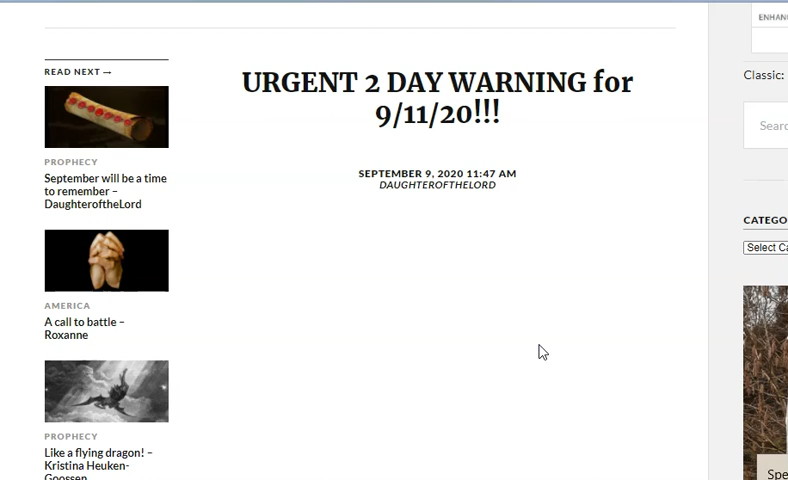 READ NEXT →
PROPHECY
September will be a time
to remember –
DaughteroftheLord
AMERICA
A call to battle –
Roxanne
PROPHECY
Like a flying dragon! –
Kristina Heuken-
Goossen
URGENT 2 DAY WARNING for
9/11/20!!!
SEPTEMBER 9, 2020 11:47 AM
DAUGHTEROFTHELORD
ENHAN
Classic:
Searc
CATEGO
Select Ca
Spe